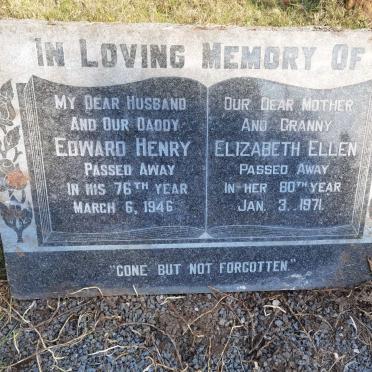 IN LOVING MEMORY OF
MY DEAR HUSBAND
AND OUR DADDY
EDWARD HENRY
PASSED AWAY
IN HIS 76TH YEAR
MARCH 6, 1946
OUR DEAR MOTHER
AND GRANNY
ELIZABETH ELLEN
PASSED AWAY
IN HER 80TH YEAR
JAN. 3. 1971.
"GONE BUT NOT FORGOTTEN."